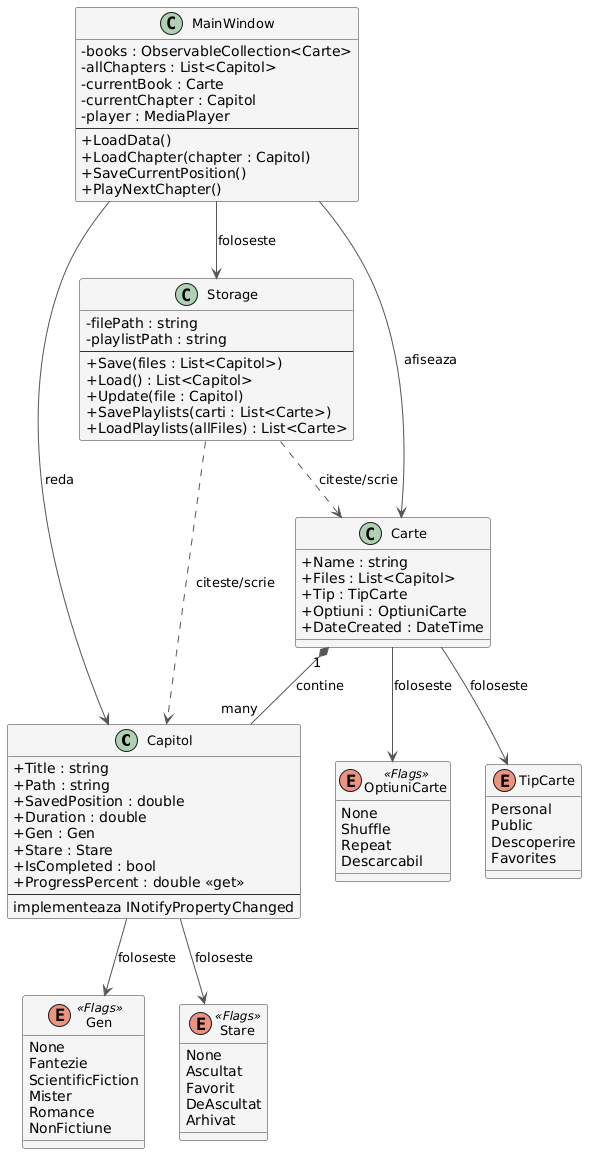 C MainWindow
-books : ObservableCollection<Carte>
-allChapters : List<Capitol>
-currentBook : Carte
-currentChapter : Capitol
-player : MediaPlayer
+LoadData()
+LoadChapter(chapter : Capitol)
+SaveCurrentPosition()
+PlayNextChapter()
foloseste
C Storage
-filePath : string
-playlistPath : string
+Save(files : List<Capitol>)
+Load() : List<Capitol>
+Update(file : Capitol)
+SavePlaylists(carti : List<Carte>)
+LoadPlaylists(allFiles) : List<Carte>
afiseaza
reda
citeste/scrie
citeste/scrie
C Carte
+Name : string
+Files : List<Capitol>
+Tip : TipCarte
+Optiuni : OptiuniCarte
+DateCreated : DateTime
1
contine
many
foloseste
foloseste
C Capitol
+Title : string
+Path : string
+SavedPosition : double
+Duration : double
+Gen : Gen
+Stare : Stare
+IsCompleted : bool
+ProgressPercent : double «get»
implementeaza INotifyPropertyChanged
E «Flags»
OptiuniCarte
None
Shuffle
Repeat
Descarcabil
E TipCarte
Personal
Public
Descoperire
Favorites
foloseste
foloseste
E «Flags»
Gen
None
Fantezie
ScientificFiction
Mister
Romance
NonFictiune
E «Flags»
Stare
None
Ascultat
Favorit
DeAscultat
Arhivat